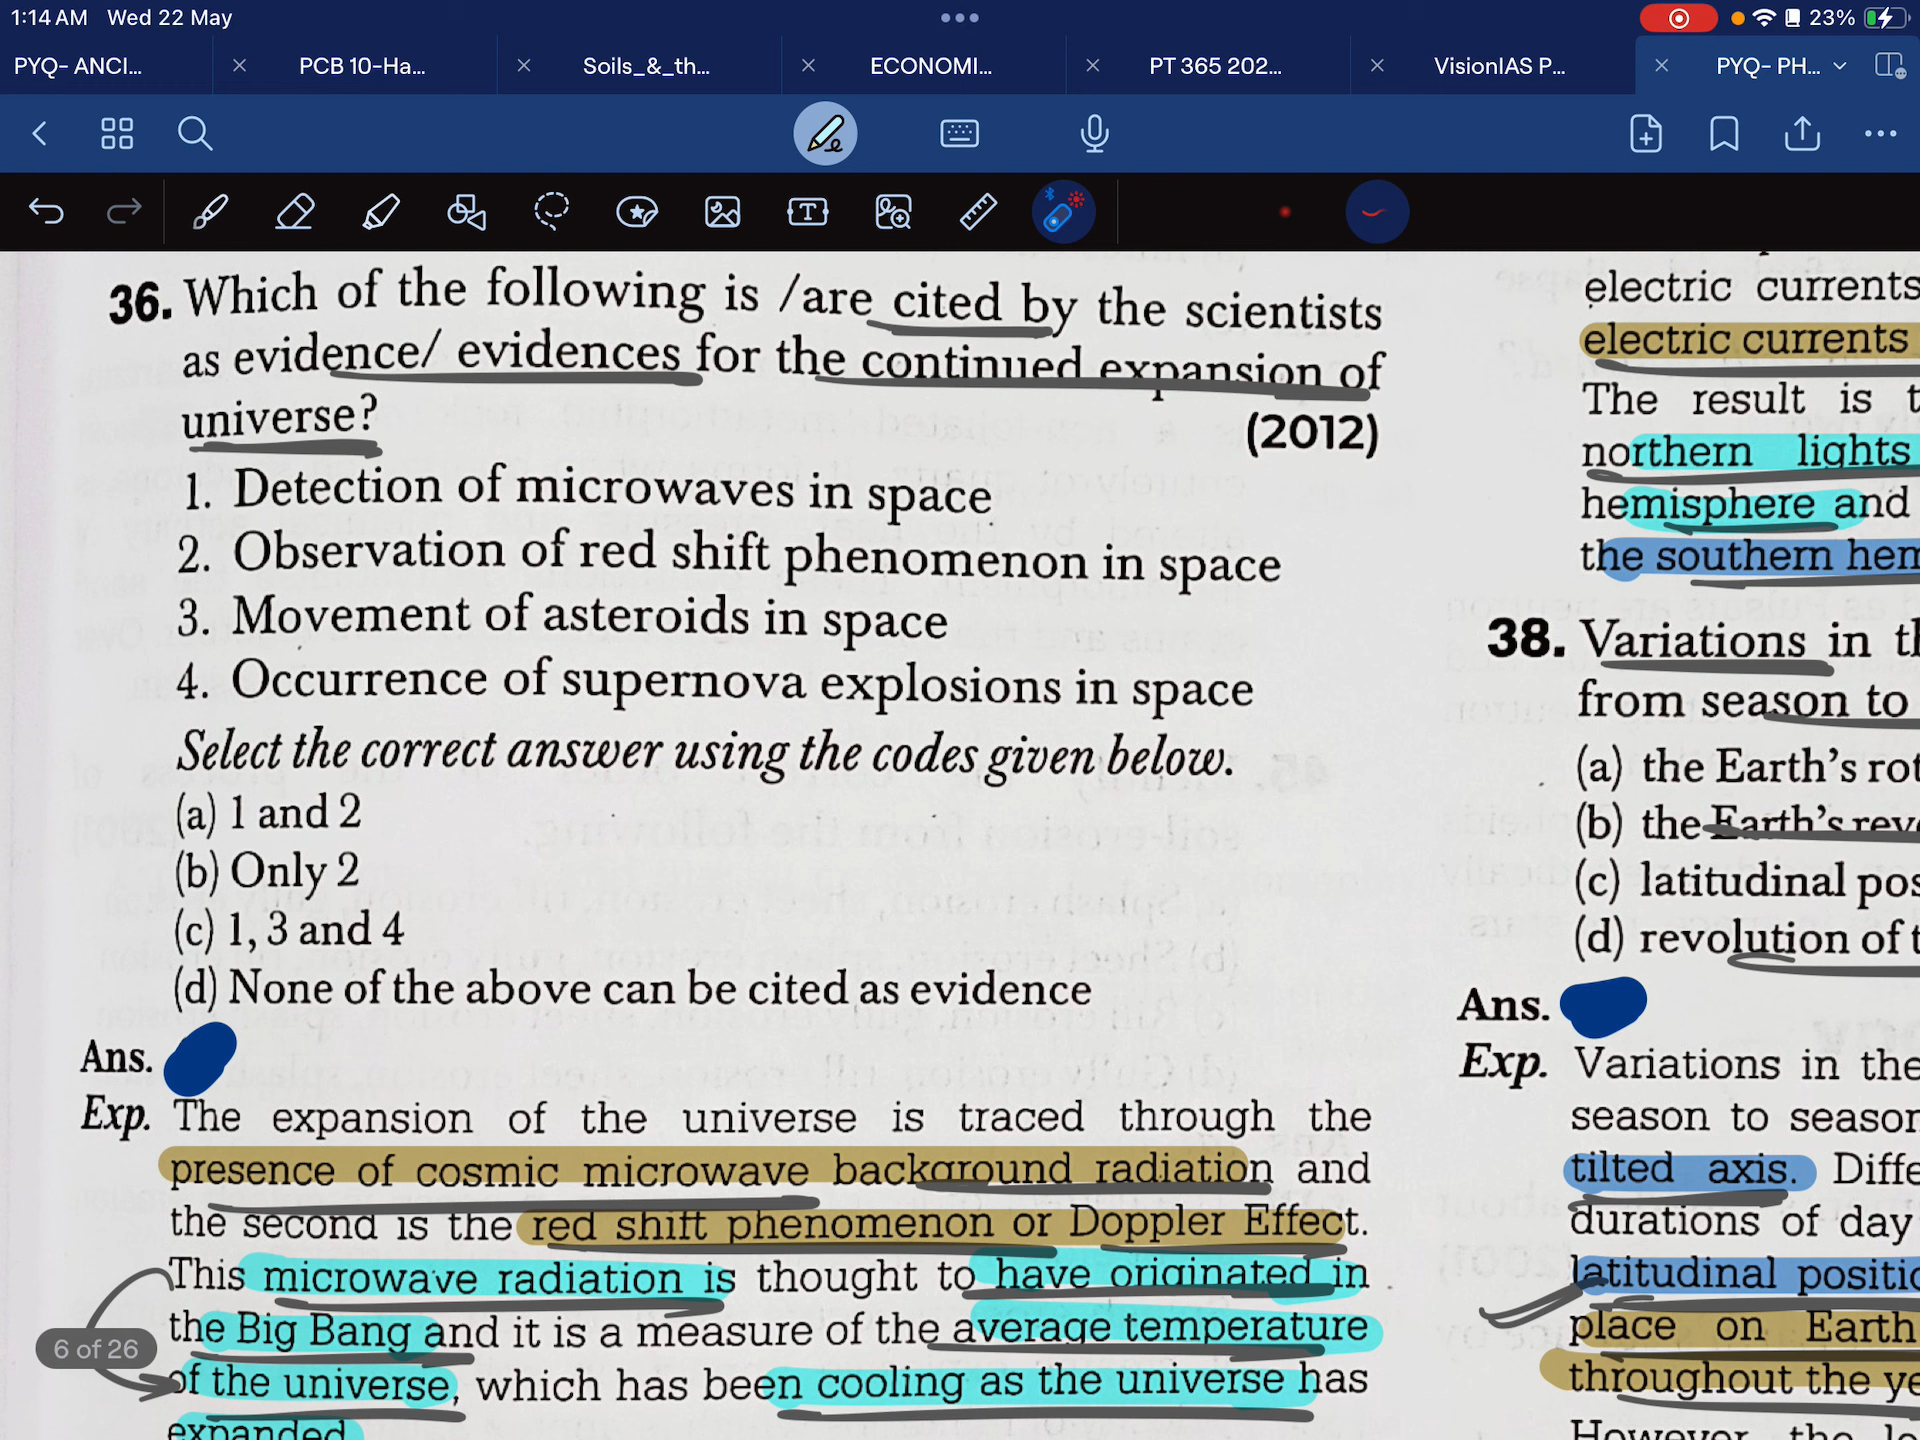 1:14 AM Wed 22 May
23%
PYQ- ANCI...
PCB 10-Ha...
Soils_&_th...
ECONOMI...
PT 365 202...
VisionIAS P...
PYQ- PH...
36. Which of the following is /are cited by the scientists
as evidence/ evidences for the continued expansion of
universe?
(2012)
1. Detection of microwaves in space
2. Observation of red shift phenomenon in space
3. Movement of asteroids in space
4. Occurrence of supernova explosions in space
Select the correct answer using the codes given below.
(a) 1 and 2
(b) Only 2
(c) 1, 3 and 4
(d) None of the above can be cited as evidence
Ans.
Exp. The expansion of the universe is traced through the
presence of cosmic microwave background radiation and
the second is the red shift phenomenon or Doppler Effect.
This microwave radiation is thought to have originated in
the Big Bang and it is a measure of the average temperature
of the universe, which has been cooling as the universe has
expanded
6 of 26
electric currents
electric currents
The result is t
northern lights
hemisphere and
the southern hem
38. Variations in th
from season to
(a) the Earth's rot
(b) the Earth's revo
(c) latitudinal pos
(d) revolution of t
Ans.
Exp. Variations in the
season to season
tilted axis. Diffe
durations of day
latitudinal positio
place on Earth
throughout the ye
However, the lo